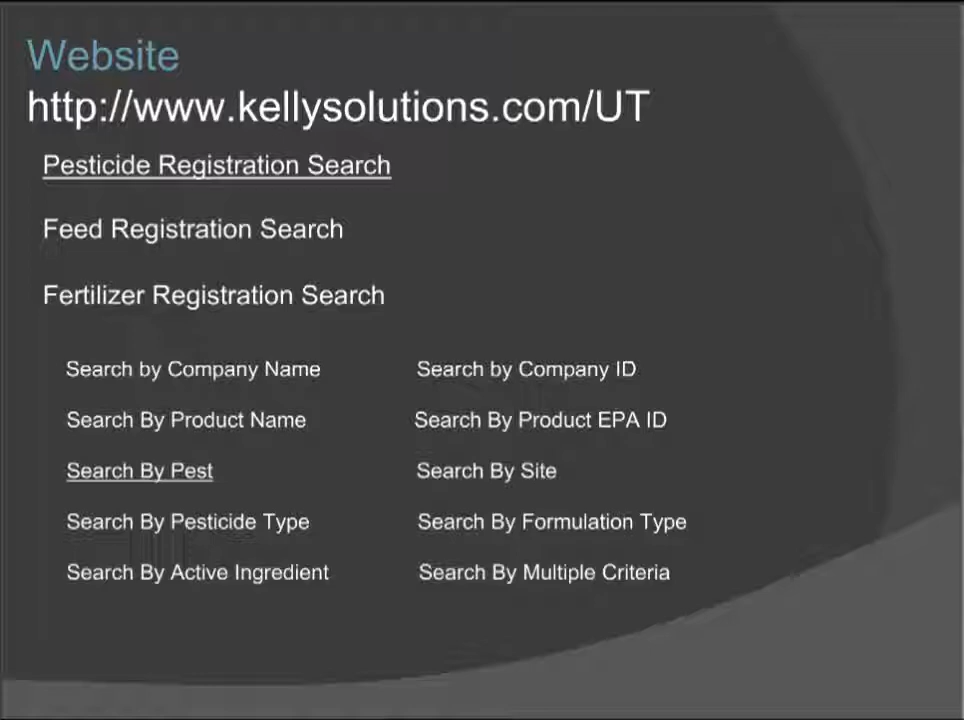 Website
http://www.kellysolutions.com/UT
Pesticide Registration Search
Feed Registration Search
Fertilizer Registration Search
Search by Company Name
Search by Company ID
Search By Product Name
Search By Product EPA ID
Search By Pest
Search By Site
Search By Pesticide Type
Search By Formulation Type
Search By Active Ingredient
Search By Multiple Criteria